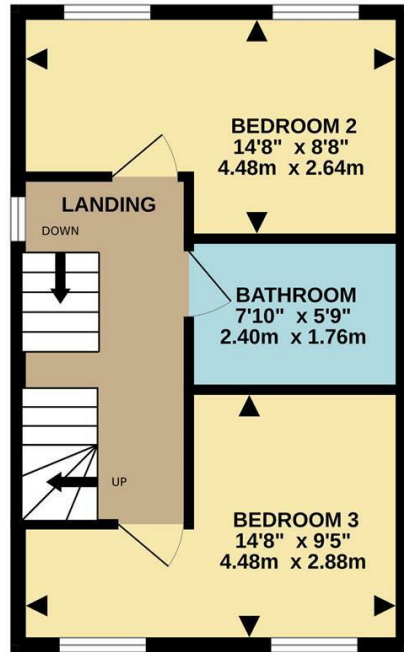 BEDROOM 2
14'8" x 8'8"
4.48m x 2.64m
LANDING
DOWN
BATHROOM
7'10" x 5'9"
2.40m x 1.76m
UP
BEDROOM 3
14'8" x 9'5"
4.48m x 2.88m